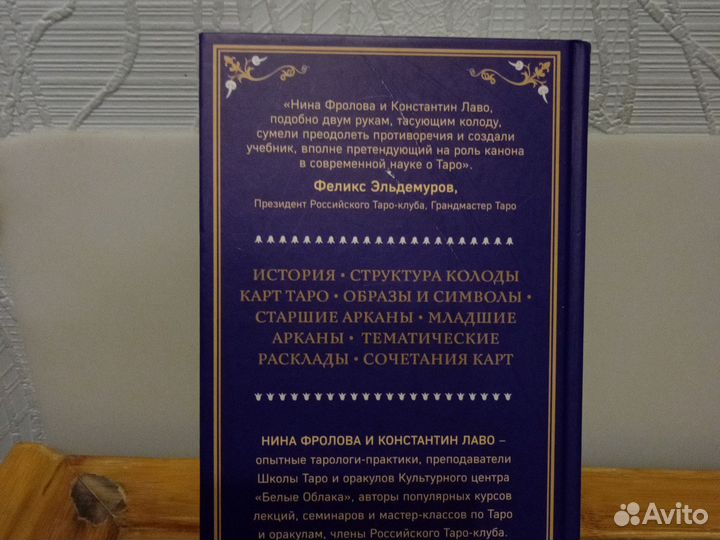 «Нина Фролова и Константин Лаво,
подобно двум рукам, тасующим колоду,
сумели преодолеть противоречия и создали
учебник, вполне претендующий на роль канона
в современной науке о Таро».
Феликс Эльдемуров,
Президент Российского Таро-клуба, Грандмастер Таро
ИСТОРИЯ • СТРУКТУРА КОЛОДЫ
КАРТ ТАРО • ОБРАЗЫ И СИМВОЛЫ •
СТАРШИЕ АРКАНЫ • МЛАДШИЕ
АРКАНЫ • ТЕМАТИЧЕСКИЕ
РАСКЛАДЫ • СОЧЕТАНИЯ КАРТ
НИНА ФРОЛОВА И КОНСТАНТИН ЛАВО –
опытные тарологи-практики, преподаватели
Школы Таро и оракулов Культурного центра
«Белые Облака», авторы популярных курсов
лекций, семинаров и мастер-классов по Таро
и оракулам, члены Российского Таро-клуба.
Avito